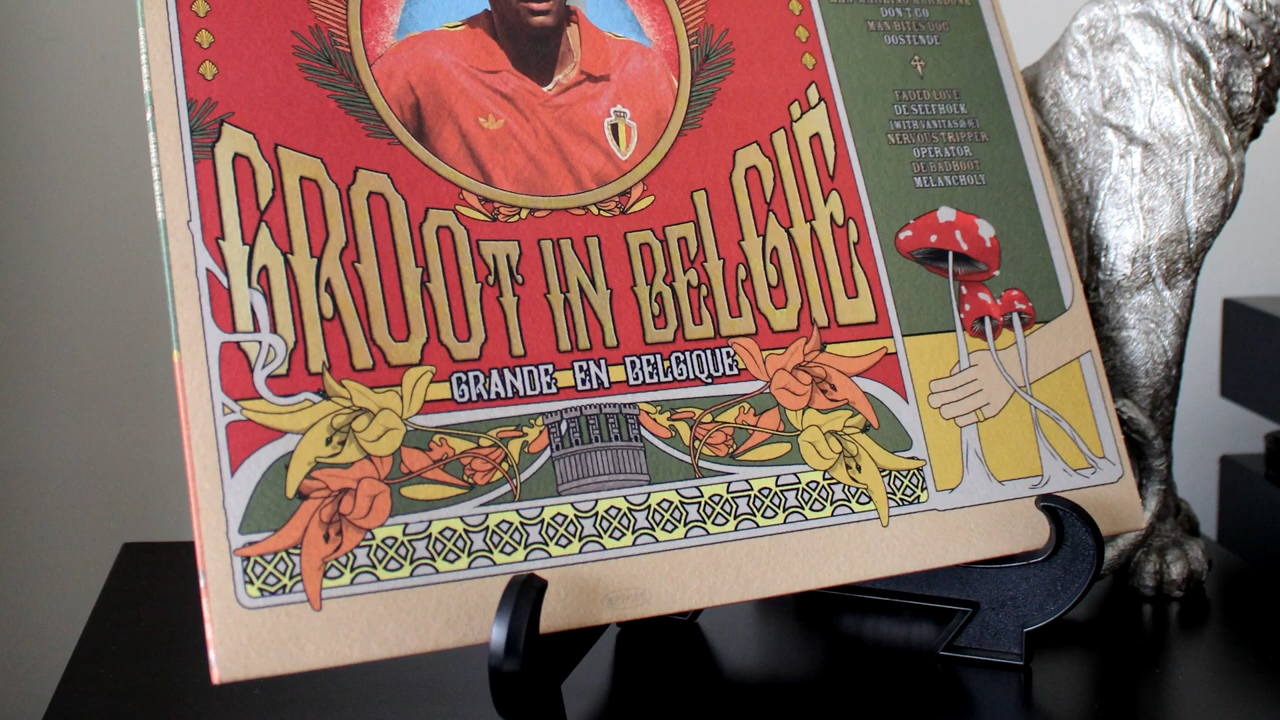 DON'T GO
MAN BITES DOG
OOSTENDE
FADED LOVE
DE SEEFHOEK
NERVOUS TRIPPER
OPERATOR
DE BADBOOT
MELANCHOLY
GROOT IN BELGIË
GRANDE EN BELGIQUE